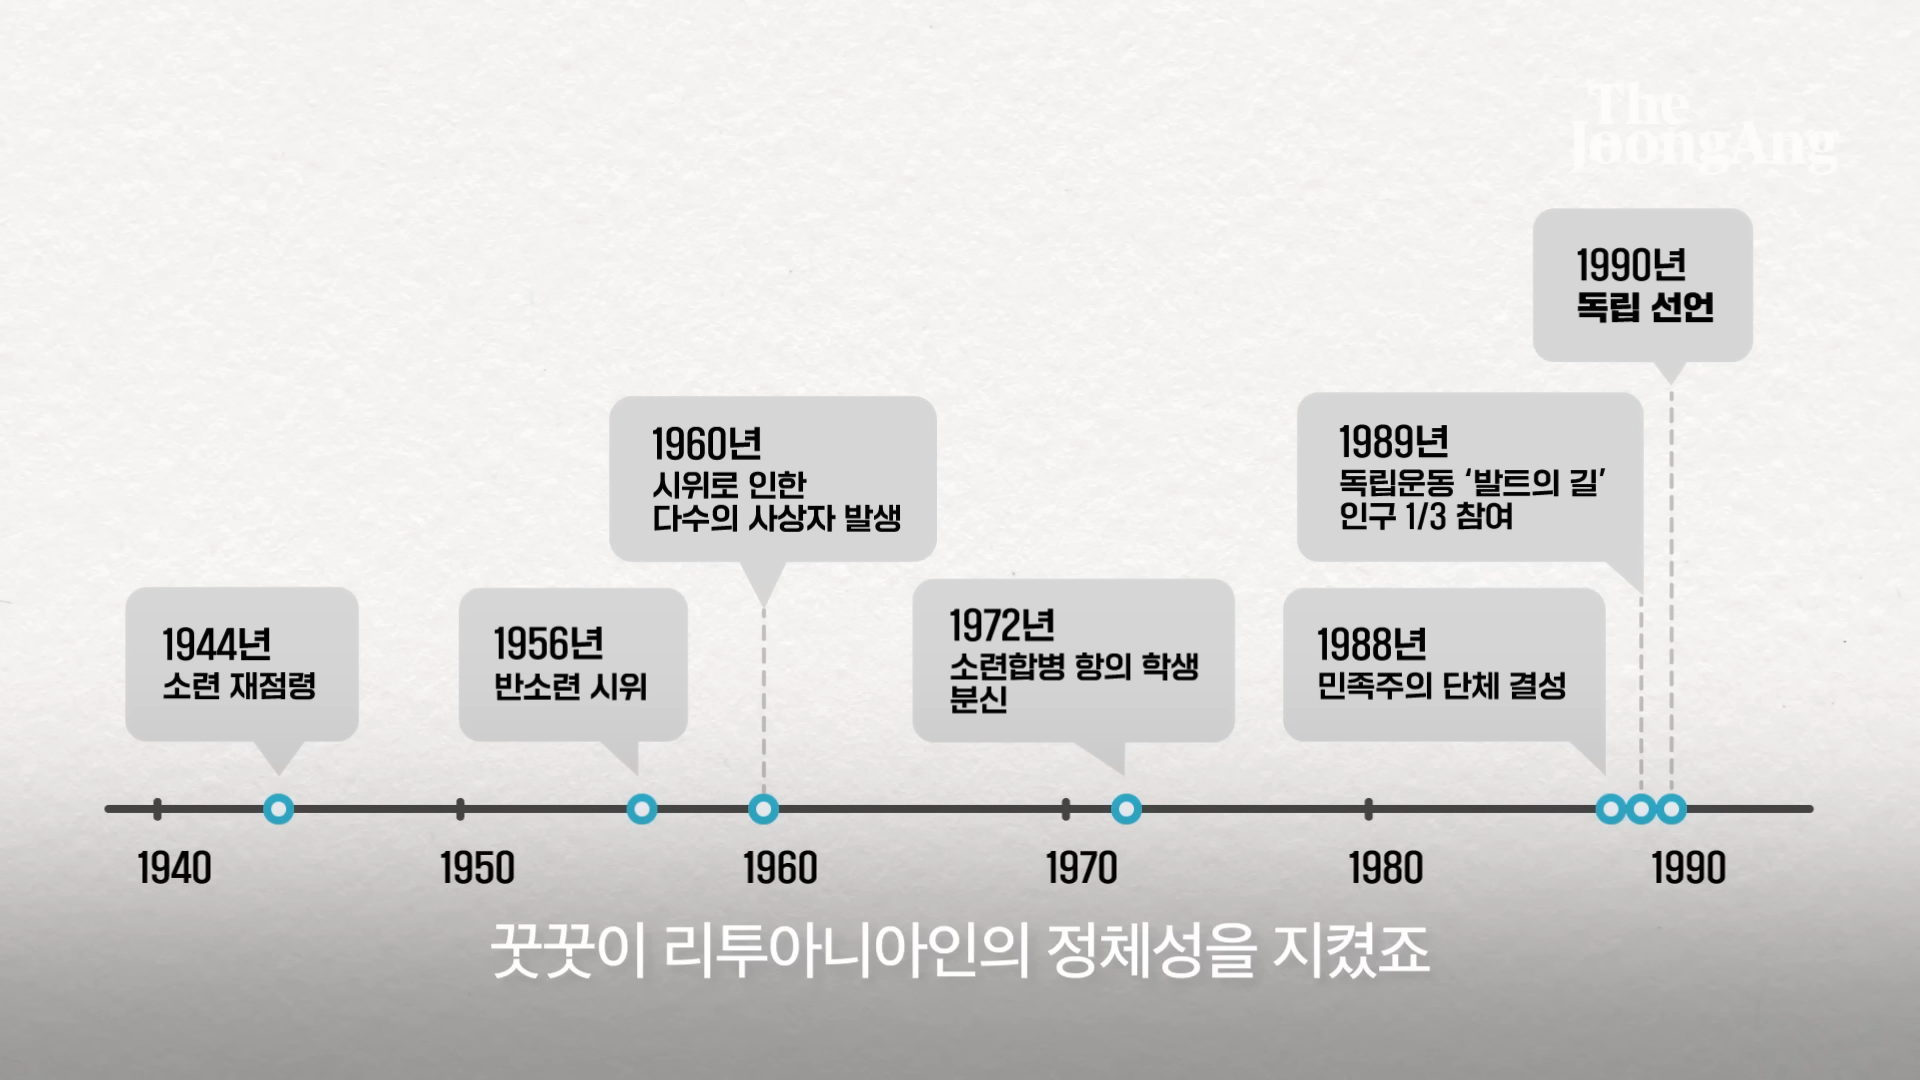 The
JoongAng
1990년
독립 선언
1960년
시위로 인한
다수의 사상자 발생
1989년
독립운동 ‘발트의 길’
인구 1/3 참여
1944년
소련 재점령
1956년
반소련 시위
1972년
소련합병 항의 학생
분신
1988년
민족주의 단체 결성
1940 1950 1960 1970 1980 1990
꿋꿋이 리투아니아인의 정체성을 지켰죠